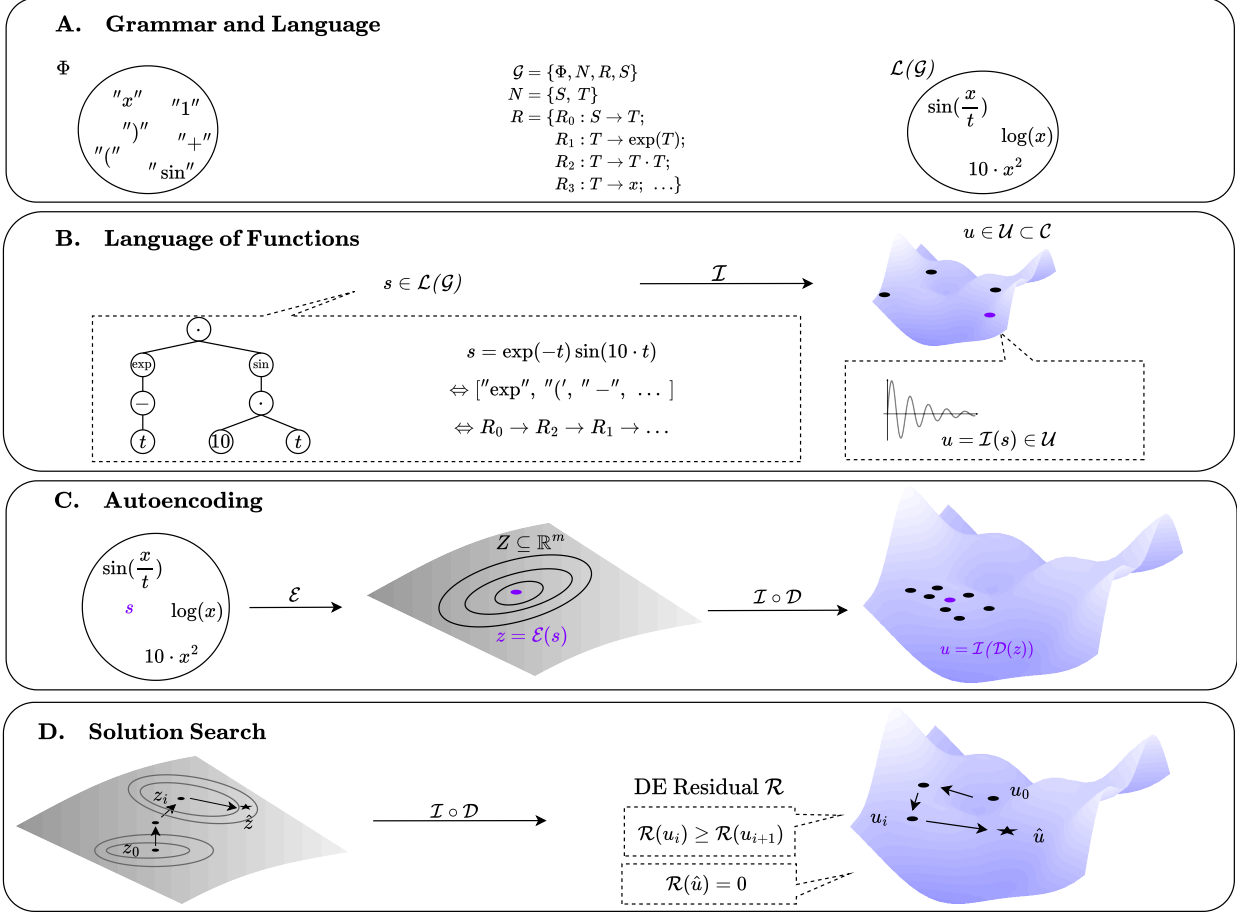 A. Grammar and Language
Φ
"x"
"1"
")"
"+"
"("
"sin"
𝒢 = {Φ, N, R, S}
N = {S, T}
R = {R₀ : S → T;
R₁ : T → exp(T);
R₂ : T → T · T;
R₃ : T → x; …}
ℒ(𝒢)
sin(x/t)
log(x)
10 · x²
B. Language of Functions
s ∈ ℒ(𝒢)
ℐ
u ∈ 𝒰 ⊂ 𝒞
·
exp
sin
−
·
t
10
t
s = exp(−t) sin(10 · t)
⇔ ["exp", "(', "−", … ]
⇔ R₀ → R₂ → R₁ → …
u = ℐ(s) ∈ 𝒰
C. Autoencoding
sin(x/t)
s
log(x)
10 · x²
ℰ
Z ⊆ ℝᵐ
z = ℰ(s)
ℐ ∘ 𝒟
u = ℐ(𝒟(z))
D. Solution Search
zᵢ
ẑ
z₀
ℐ ∘ 𝒟
DE Residual ℛ
ℛ(uᵢ) ≥ ℛ(uᵢ₊₁)
ℛ(û) = 0
u₀
uᵢ
û